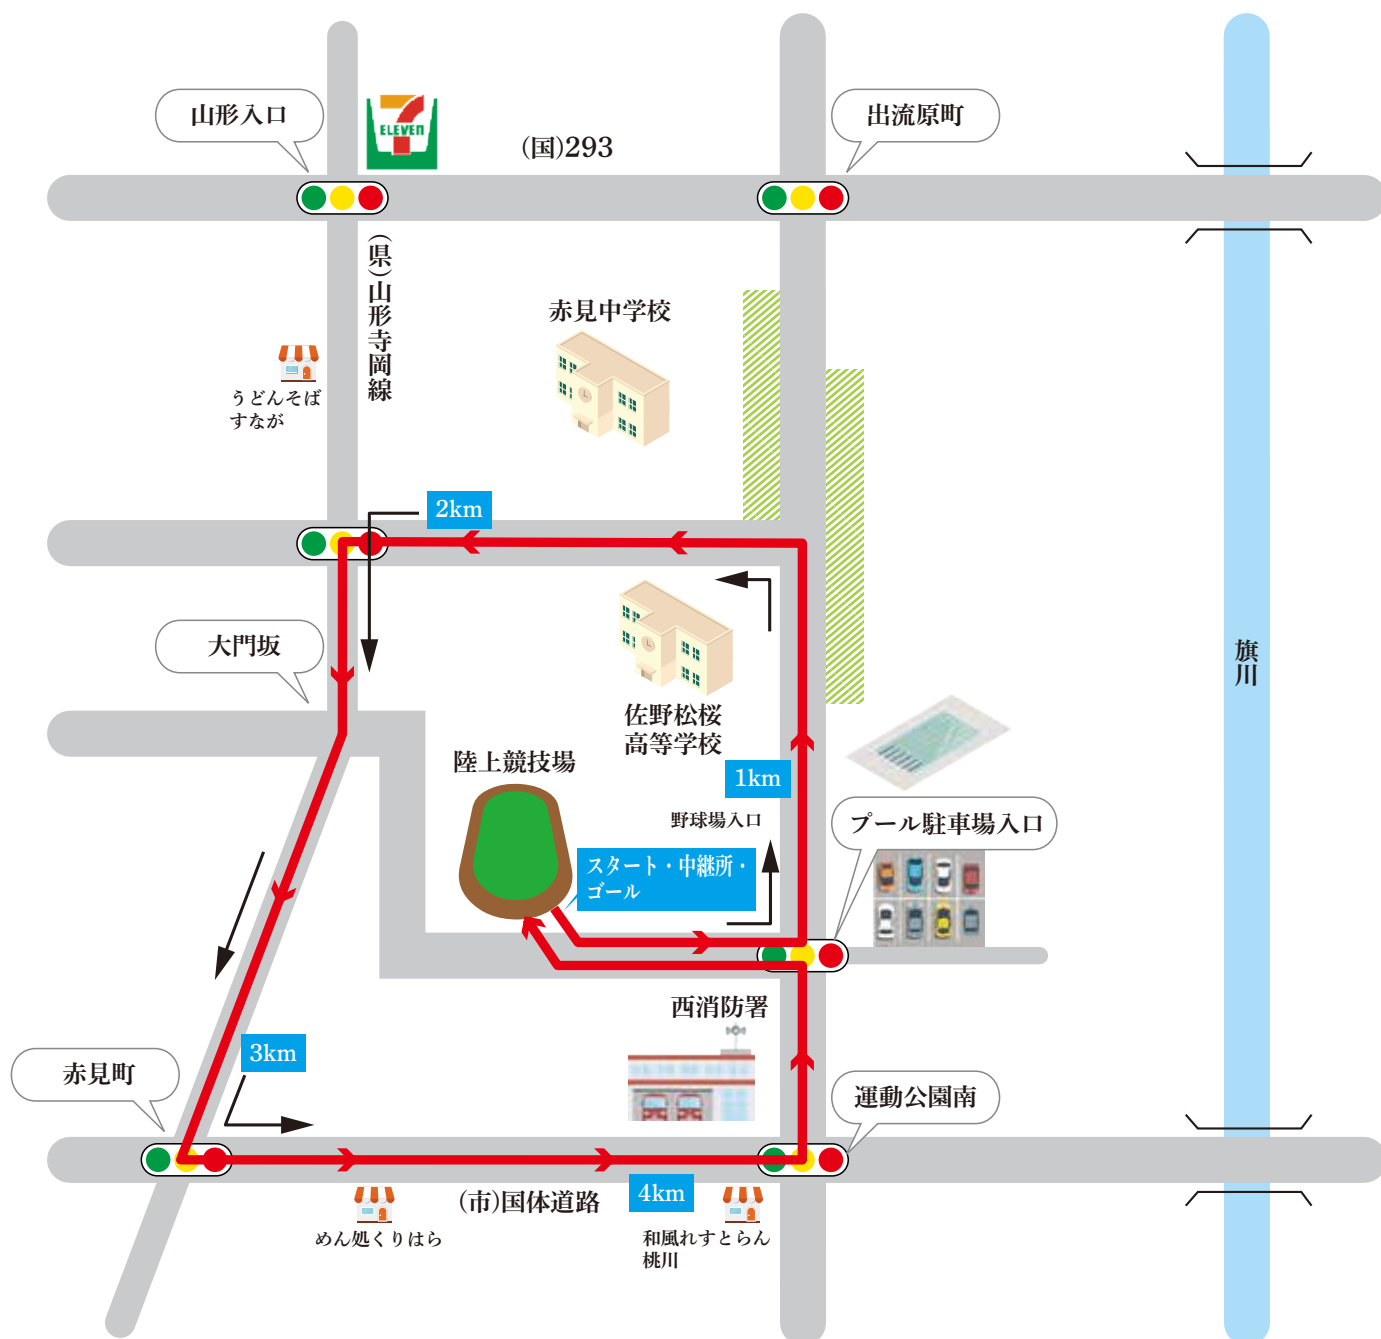 山形入口
ELEVEN
(国)293
出流原町
(県)山形寺岡線
赤見中学校
うどんそば
すなが
2km
大門坂
佐野松桜
高等学校
旗川
陸上競技場
1km
野球場入口
プール駐車場入口
スタート・中継所・
ゴール
西消防署
3km
赤見町
運動公園南
(市)国体道路
4km
めん処くりはら
和風れすとらん
桃川